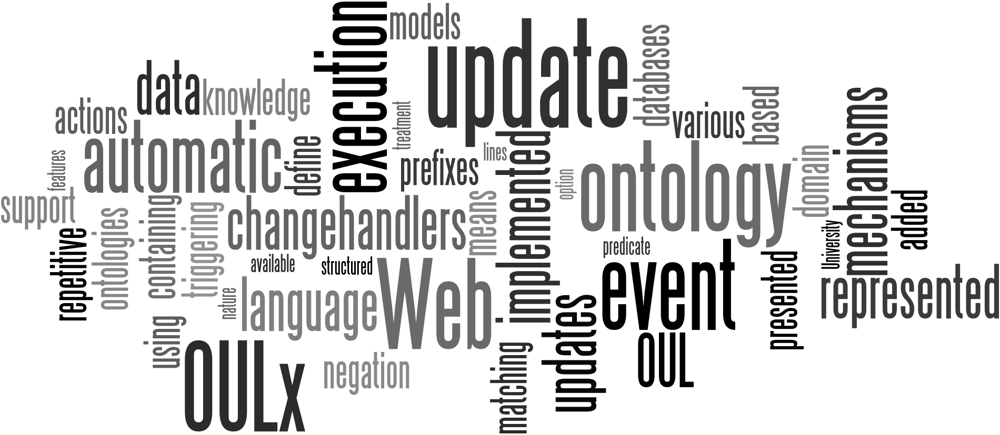 execution
models
update
databases
data
knowledge
actions
treatment
various
based
mechanisms
automatic
define
features
prefixes
lines
implemented
option
ontology
domain
added
support
ontologies
containing
triggering
changehandlers
means
University
repetitive
available
structured
predicate
event
presented
represented
nature
language
Web
updates
OUL
using
OULx
negation
matching